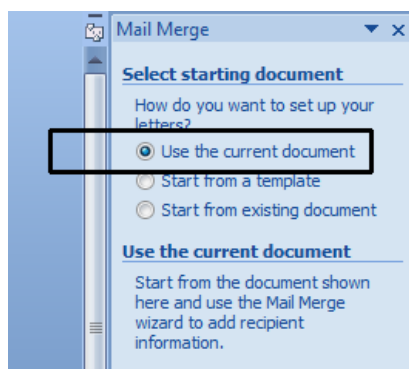 Mail Merge
Select starting document
How do you want to set up your
letters?
Use the current document
Start from a template
Start from existing document
Use the current document
Start from the document shown
here and use the Mail Merge
wizard to add recipient
information.